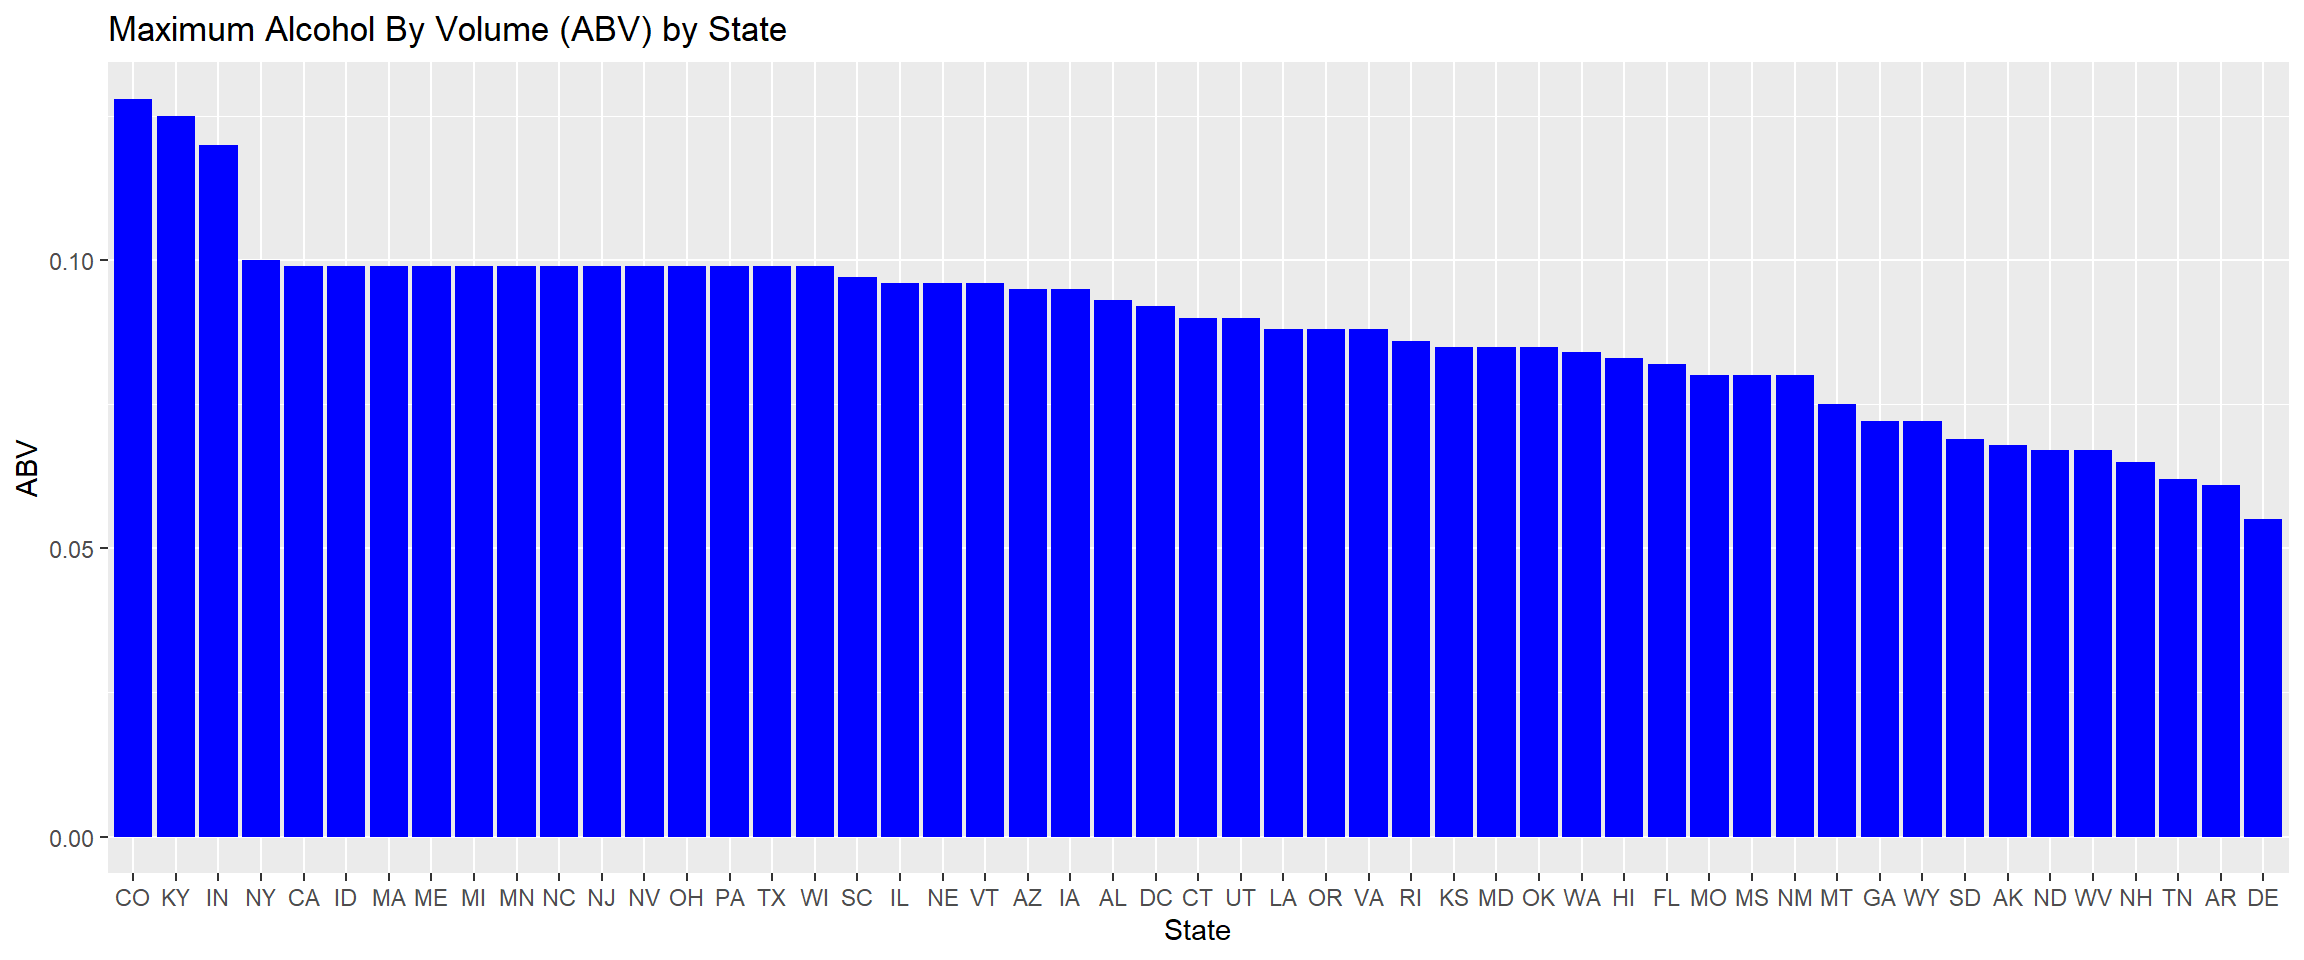 Maximum Alcohol By Volume (ABV) by State
ABV
0.10
0.05
0.00
CO KY IN NY CA ID MA ME MI MN NC NJ NV OH PA TX WI SC IL NE VT AZ IA AL DC CT UT LA OR VA RI KS MD OK WA HI FL MO MS NM MT GA WY SD AK ND WV NH TN AR DE
State